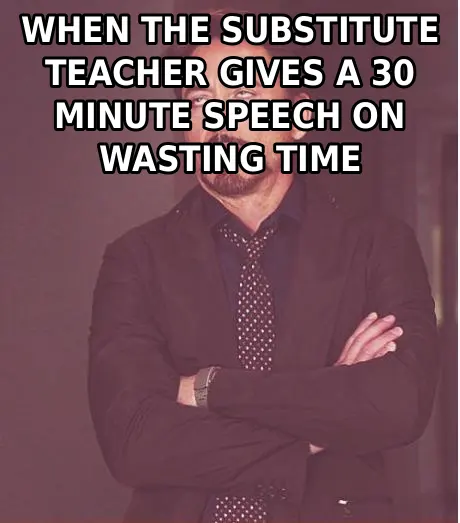 WHEN THE SUBSTITUTE
TEACHER GIVES A 30
MINUTE SPEECH ON
WASTING TIME